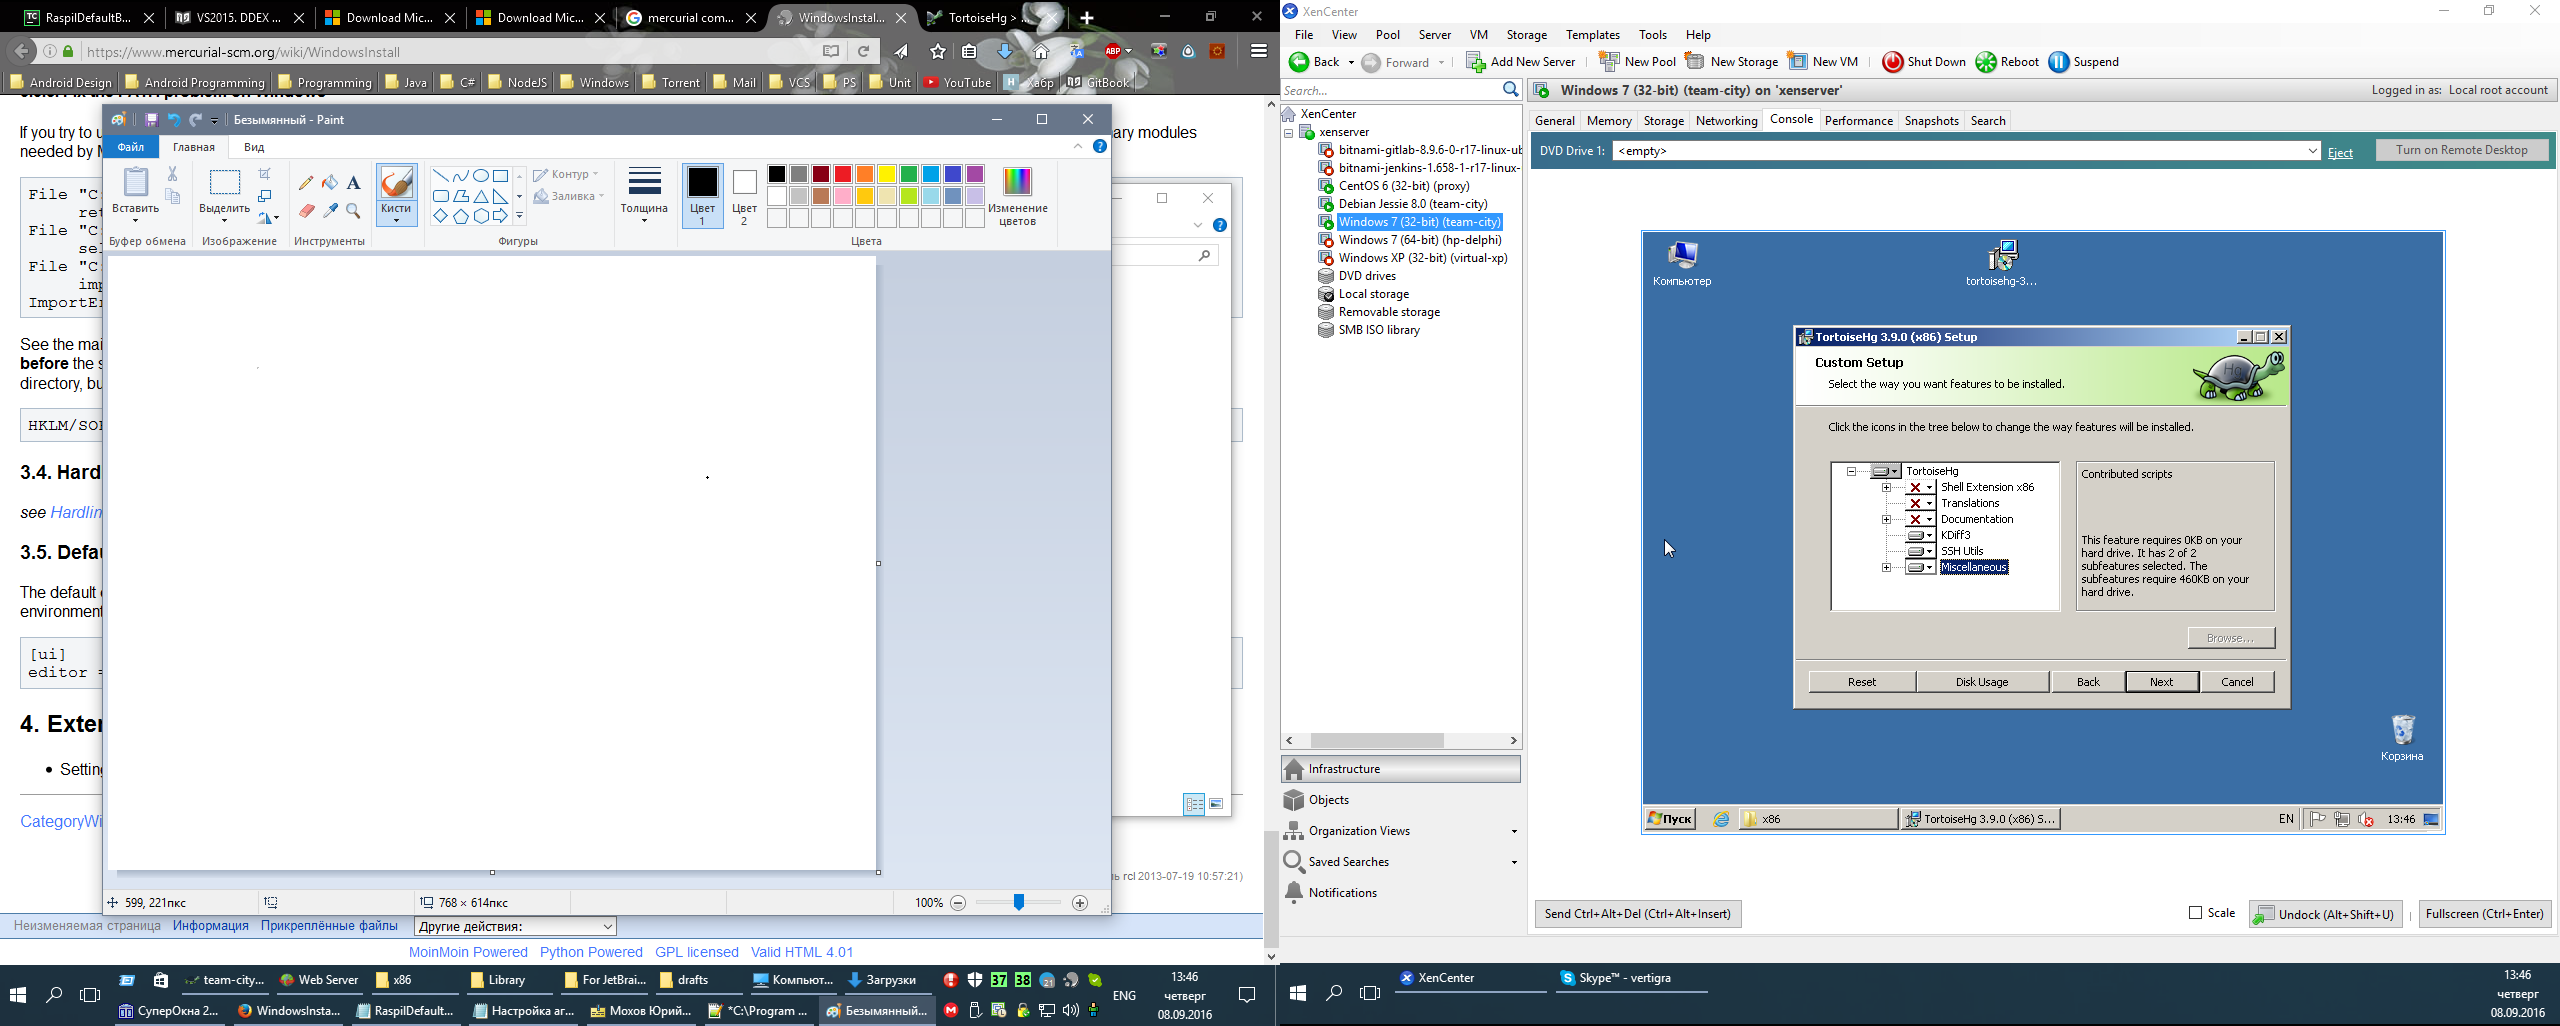 RaspilDefaultB...
VS2015. DDEX ...
Download Mic...
Download Mic...
mercurial com...
WindowsInstal...
TortoiseHg > ...
https://www.mercurial-scm.org/wiki/WindowsInstall
ABP
Android Design
Android Programming
Programming
Java
C#
NodeJS
Windows
Torrent
Mail
VCS
PS
Unit
YouTube
Хабр
GitBook
If you try to u
ary modules
needed by M
File "C:
ret
File "C:
se
File "C:
imp
ImportEr
See the mai
before the s
directory, bu
HKLM/SO
3.4. Hard
see Hardlin
3.5. Defau
The default
environment
[ui]
editor =
4. Exter
Setting
CategoryWi
rcl 2013-07-19 10:57:21)
Неизменяемая страница
Информация
Прикреплённые файлы
Другие действия:
MoinMoin Powered
Python Powered
GPL licensed
Valid HTML 4.01
Безымянный - Paint
Файл
Главная
Вид
Вставить
Выделить
Кисти
Контур
Заливка
Толщина
Цвет 1
Цвет 2
Изменение цветов
Буфер обмена
Изображение
Инструменты
Фигуры
Цвета
599, 221пкс
768 × 614пкс
100%
team-city...
Web Server
x86
Library
For JetBrai...
drafts
Компьют...
Загрузки
37
38
21
СуперОкна 2...
WindowsInsta...
RaspilDefault...
Настройка аг...
Мохов Юрий...
*C:\Program ...
Безымянный...
ENG
13:46
четверг
08.09.2016
XenCenter
File
View
Pool
Server
VM
Storage
Templates
Tools
Help
Back
Forward
Add New Server
New Pool
New Storage
New VM
Shut Down
Reboot
Suspend
Search...
Windows 7 (32-bit) (team-city) on 'xenserver'
Logged in as: Local root account
XenCenter
xenserver
bitnami-gitlab-8.9.6-0-r17-linux-ub
bitnami-jenkins-1.658-1-r17-linux-
CentOS 6 (32-bit) (proxy)
Debian Jessie 8.0 (team-city)
Windows 7 (32-bit) (team-city)
Windows 7 (64-bit) (hp-delphi)
Windows XP (32-bit) (virtual-xp)
DVD drives
Local storage
Removable storage
SMB ISO library
General
Memory
Storage
Networking
Console
Performance
Snapshots
Search
DVD Drive 1:
<empty>
Eject
Turn on Remote Desktop
Компьютер
tortoisehg-3...
TortoiseHg 3.9.0 (x86) Setup
Custom Setup
Select the way you want features to be installed.
Hg
Click the icons in the tree below to change the way features will be installed.
TortoiseHg
Shell Extension x86
Translations
Documentation
KDiff3
SSH Utils
Miscellaneous
Contributed scripts
This feature requires 0KB on your
hard drive. It has 2 of 2
subfeatures selected. The
subfeatures require 460KB on your
hard drive.
Browse...
Reset
Disk Usage
Back
Next
Cancel
Корзина
Пуск
x86
TortoiseHg 3.9.0 (x86) S...
EN
13:46
Infrastructure
Objects
Organization Views
Saved Searches
Notifications
Send Ctrl+Alt+Del (Ctrl+Alt+Insert)
Scale
Undock (Alt+Shift+U)
Fullscreen (Ctrl+Enter)
XenCenter
Skype™ - vertigra
13:46
четверг
08.09.2016